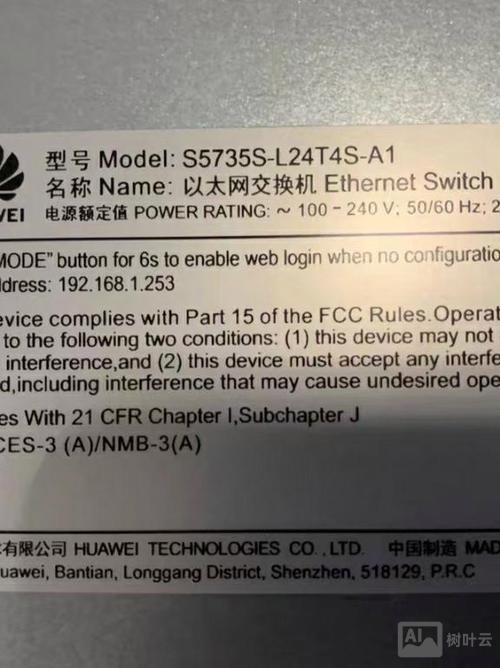 型号 Model: S5735S-L24T4S-A1
名称 Name: 以太网交换机 Ethernet Switch
电源额定值 POWER RATING: ~ 100-240 V; 50/60 Hz; 2
WEI
MODE" button for 6s to enable web login when no configuratio
ddress: 192.168.1.253
evice complies with Part 15 of the FCC Rules.Operat
to the following two conditions: (1) this device may not
interference,and (2) this device must accept any interfe
d,including interference that may cause undesired ope
es With 21 CFR Chapter I,Subchapter J
CES-3 (A)/NMB-3(A)
有限公司 HUAWEI TECHNOLOGIES CO.,LTD. 中国制造 MAD
uawei, Bantian, Longgang District, Shenzhen, 518129, P.R.C
AI 树叶云